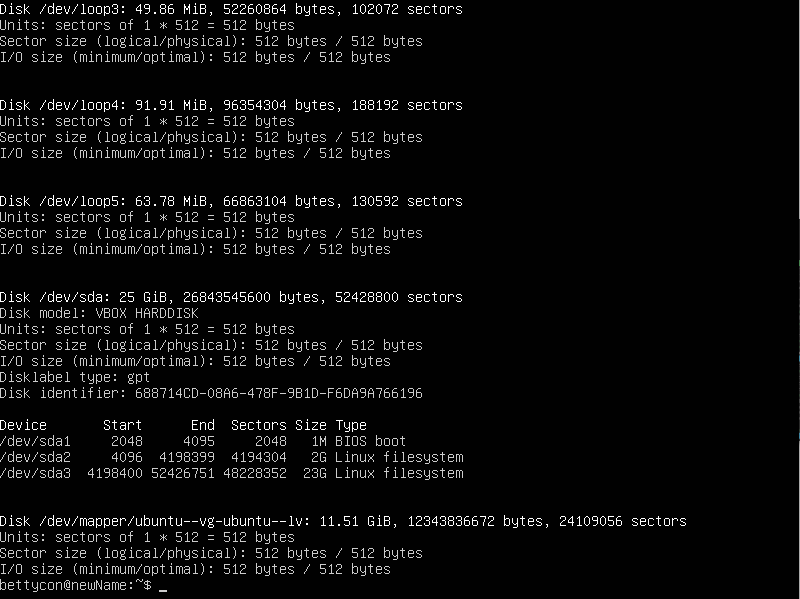 Disk /dev/loop3: 49.86 MiB, 52260864 bytes, 102072 sectors
Units: sectors of 1 * 512 = 512 bytes
Sector size (logical/physical): 512 bytes / 512 bytes
I/O size (minimum/optimal): 512 bytes / 512 bytes
Disk /dev/loop4: 91.91 MiB, 96354304 bytes, 188192 sectors
Units: sectors of 1 * 512 = 512 bytes
Sector size (logical/physical): 512 bytes / 512 bytes
I/O size (minimum/optimal): 512 bytes / 512 bytes
Disk /dev/loop5: 63.78 MiB, 66863104 bytes, 130592 sectors
Units: sectors of 1 * 512 = 512 bytes
Sector size (logical/physical): 512 bytes / 512 bytes
I/O size (minimum/optimal): 512 bytes / 512 bytes
Disk /dev/sda: 25 GiB, 26843545600 bytes, 52428800 sectors
Disk model: VBOX HARDDISK
Units: sectors of 1 * 512 = 512 bytes
Sector size (logical/physical): 512 bytes / 512 bytes
I/O size (minimum/optimal): 512 bytes / 512 bytes
Disklabel type: gpt
Disk identifier: 688714CD-08A6-478F-9B1D-F6DA9A766196
Device Start End Sectors Size Type
/dev/sda1 2048 4095 2048 1M BIOS boot
/dev/sda2 4096 4198399 4194304 2G Linux filesystem
/dev/sda3 4198400 52426751 48228352 23G Linux filesystem
Disk /dev/mapper/ubuntu--vg-ubuntu--lv: 11.51 GiB, 12343836672 bytes, 24109056 sectors
Units: sectors of 1 * 512 = 512 bytes
Sector size (logical/physical): 512 bytes / 512 bytes
I/O size (minimum/optimal): 512 bytes / 512 bytes
bettycon@newName:~$ _